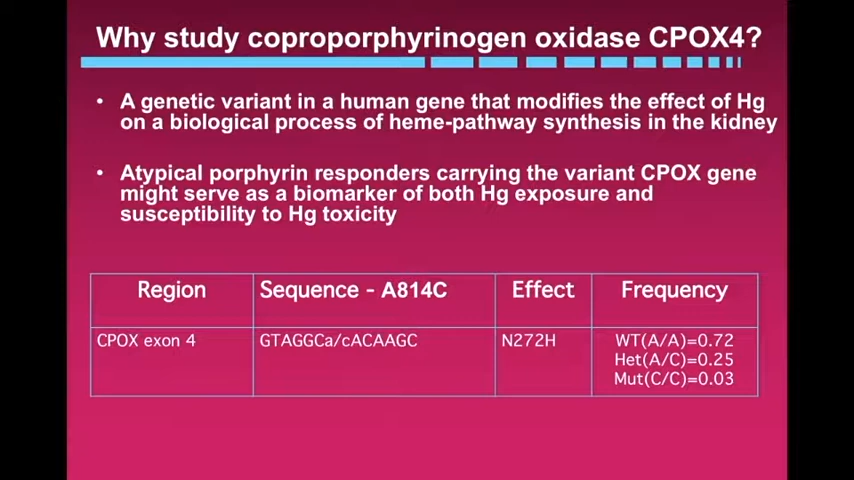 Why study coproporphyrinogen oxidase CPOX4?
• A genetic variant in a human gene that modifies the effect of Hg
on a biological process of heme-pathway synthesis in the kidney
• Atypical porphyrin responders carrying the variant CPOX gene
might serve as a biomarker of both Hg exposure and
susceptibility to Hg toxicity
Region Sequence - A814C Effect Frequency
CPOX exon 4 GTAGGCa/cACAAGC N272H WT(A/A)=0.72
Het(A/C)=0.25
Mut(C/C)=0.03